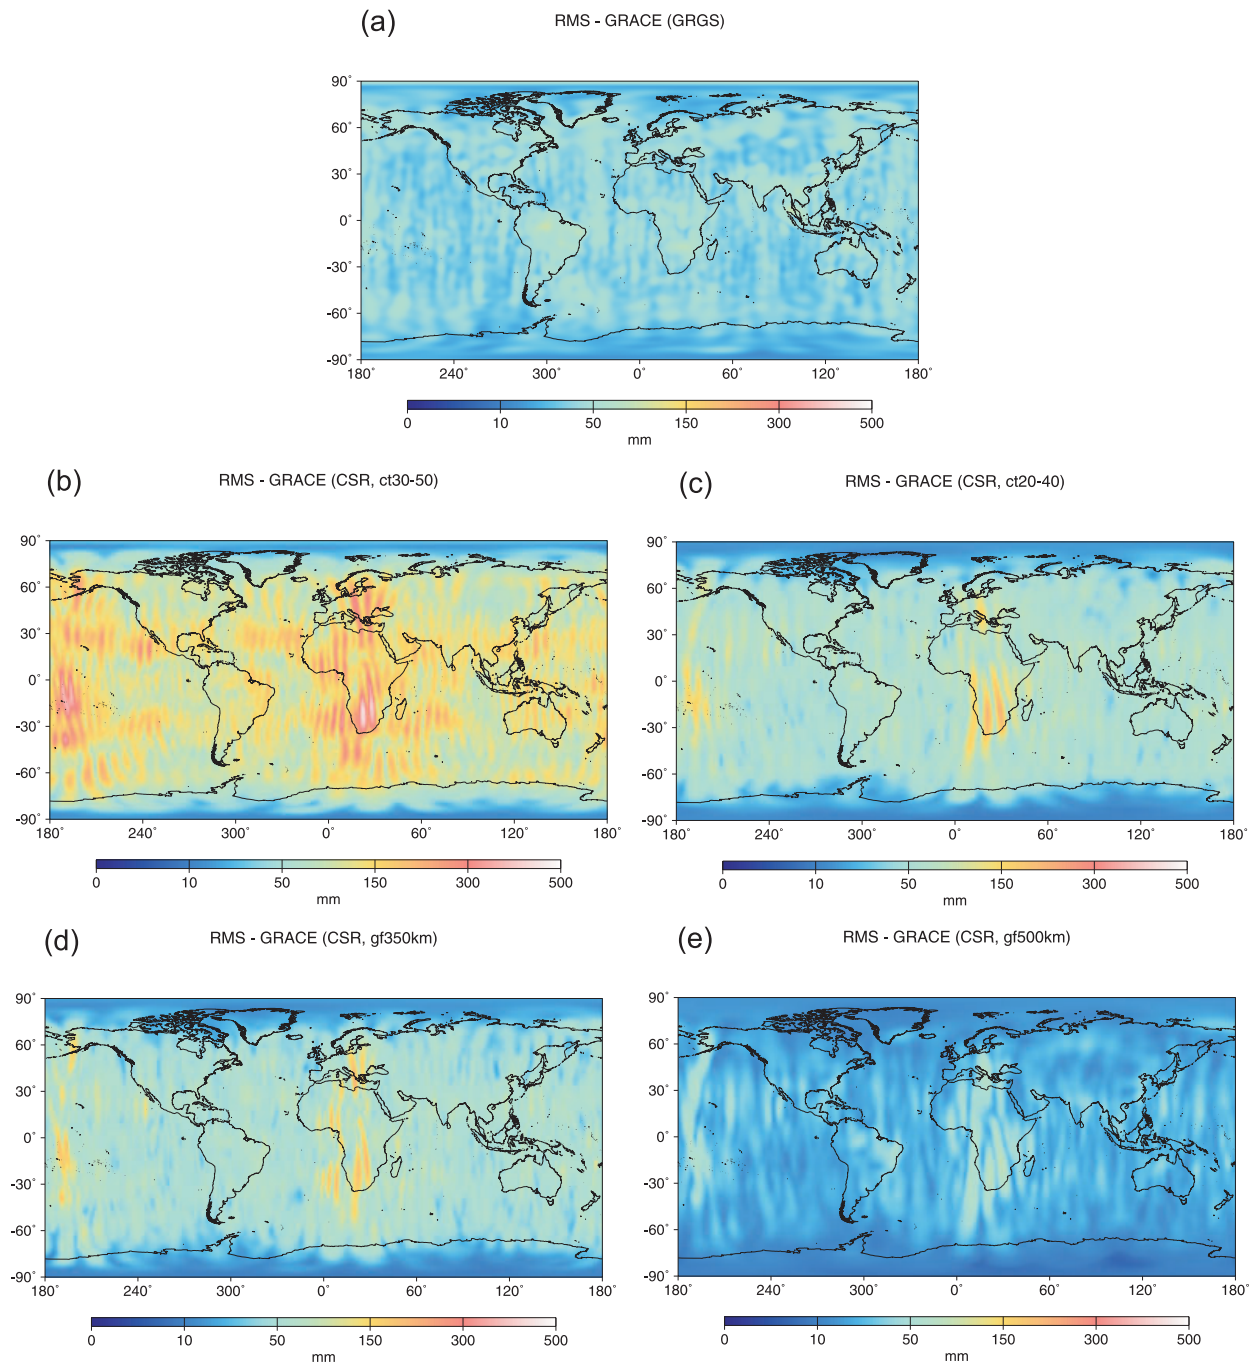 (a)
RMS - GRACE (GRGS)
90˚
60˚
30˚
0˚
-30˚
-60˚
-90˚
180˚ 240˚ 300˚ 0˚ 60˚ 120˚ 180˚
0 10 50 150 300 500
mm
(b)
RMS - GRACE (CSR, ct30-50)
90˚
60˚
30˚
0˚
-30˚
-60˚
-90˚
180˚ 240˚ 300˚ 0˚ 60˚ 120˚ 180˚
0 10 50 150 300 500
mm
(c)
RMS - GRACE (CSR, ct20-40)
90˚
60˚
30˚
0˚
-30˚
-60˚
-90˚
180˚ 240˚ 300˚ 0˚ 60˚ 120˚ 180˚
0 10 50 150 300 500
mm
(d)
RMS - GRACE (CSR, gf350km)
90˚
60˚
30˚
0˚
-30˚
-60˚
-90˚
180˚ 240˚ 300˚ 0˚ 60˚ 120˚ 180˚
0 10 50 150 300 500
mm
(e)
RMS - GRACE (CSR, gf500km)
90˚
60˚
30˚
0˚
-30˚
-60˚
-90˚
180˚ 240˚ 300˚ 0˚ 60˚ 120˚ 180˚
0 10 50 150 300 500
mm